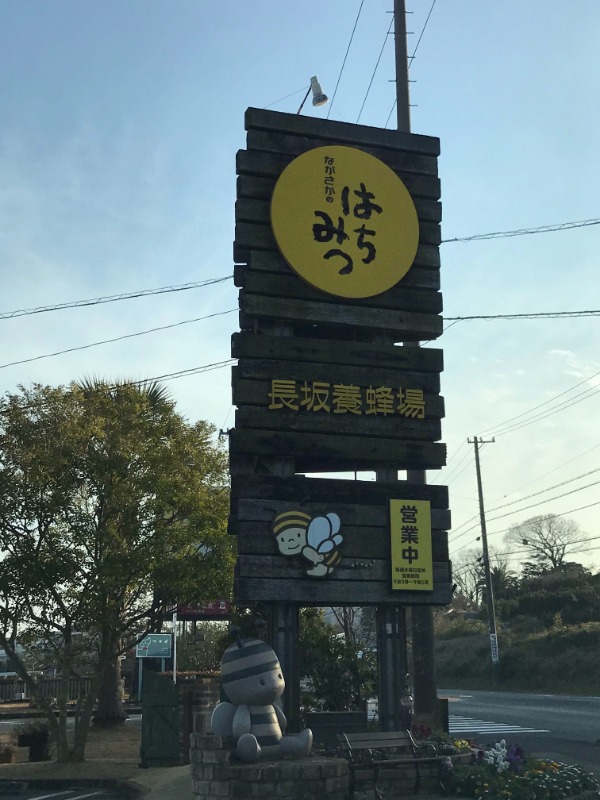 ながさかの
はち
みつ
長坂養蜂場
営業中